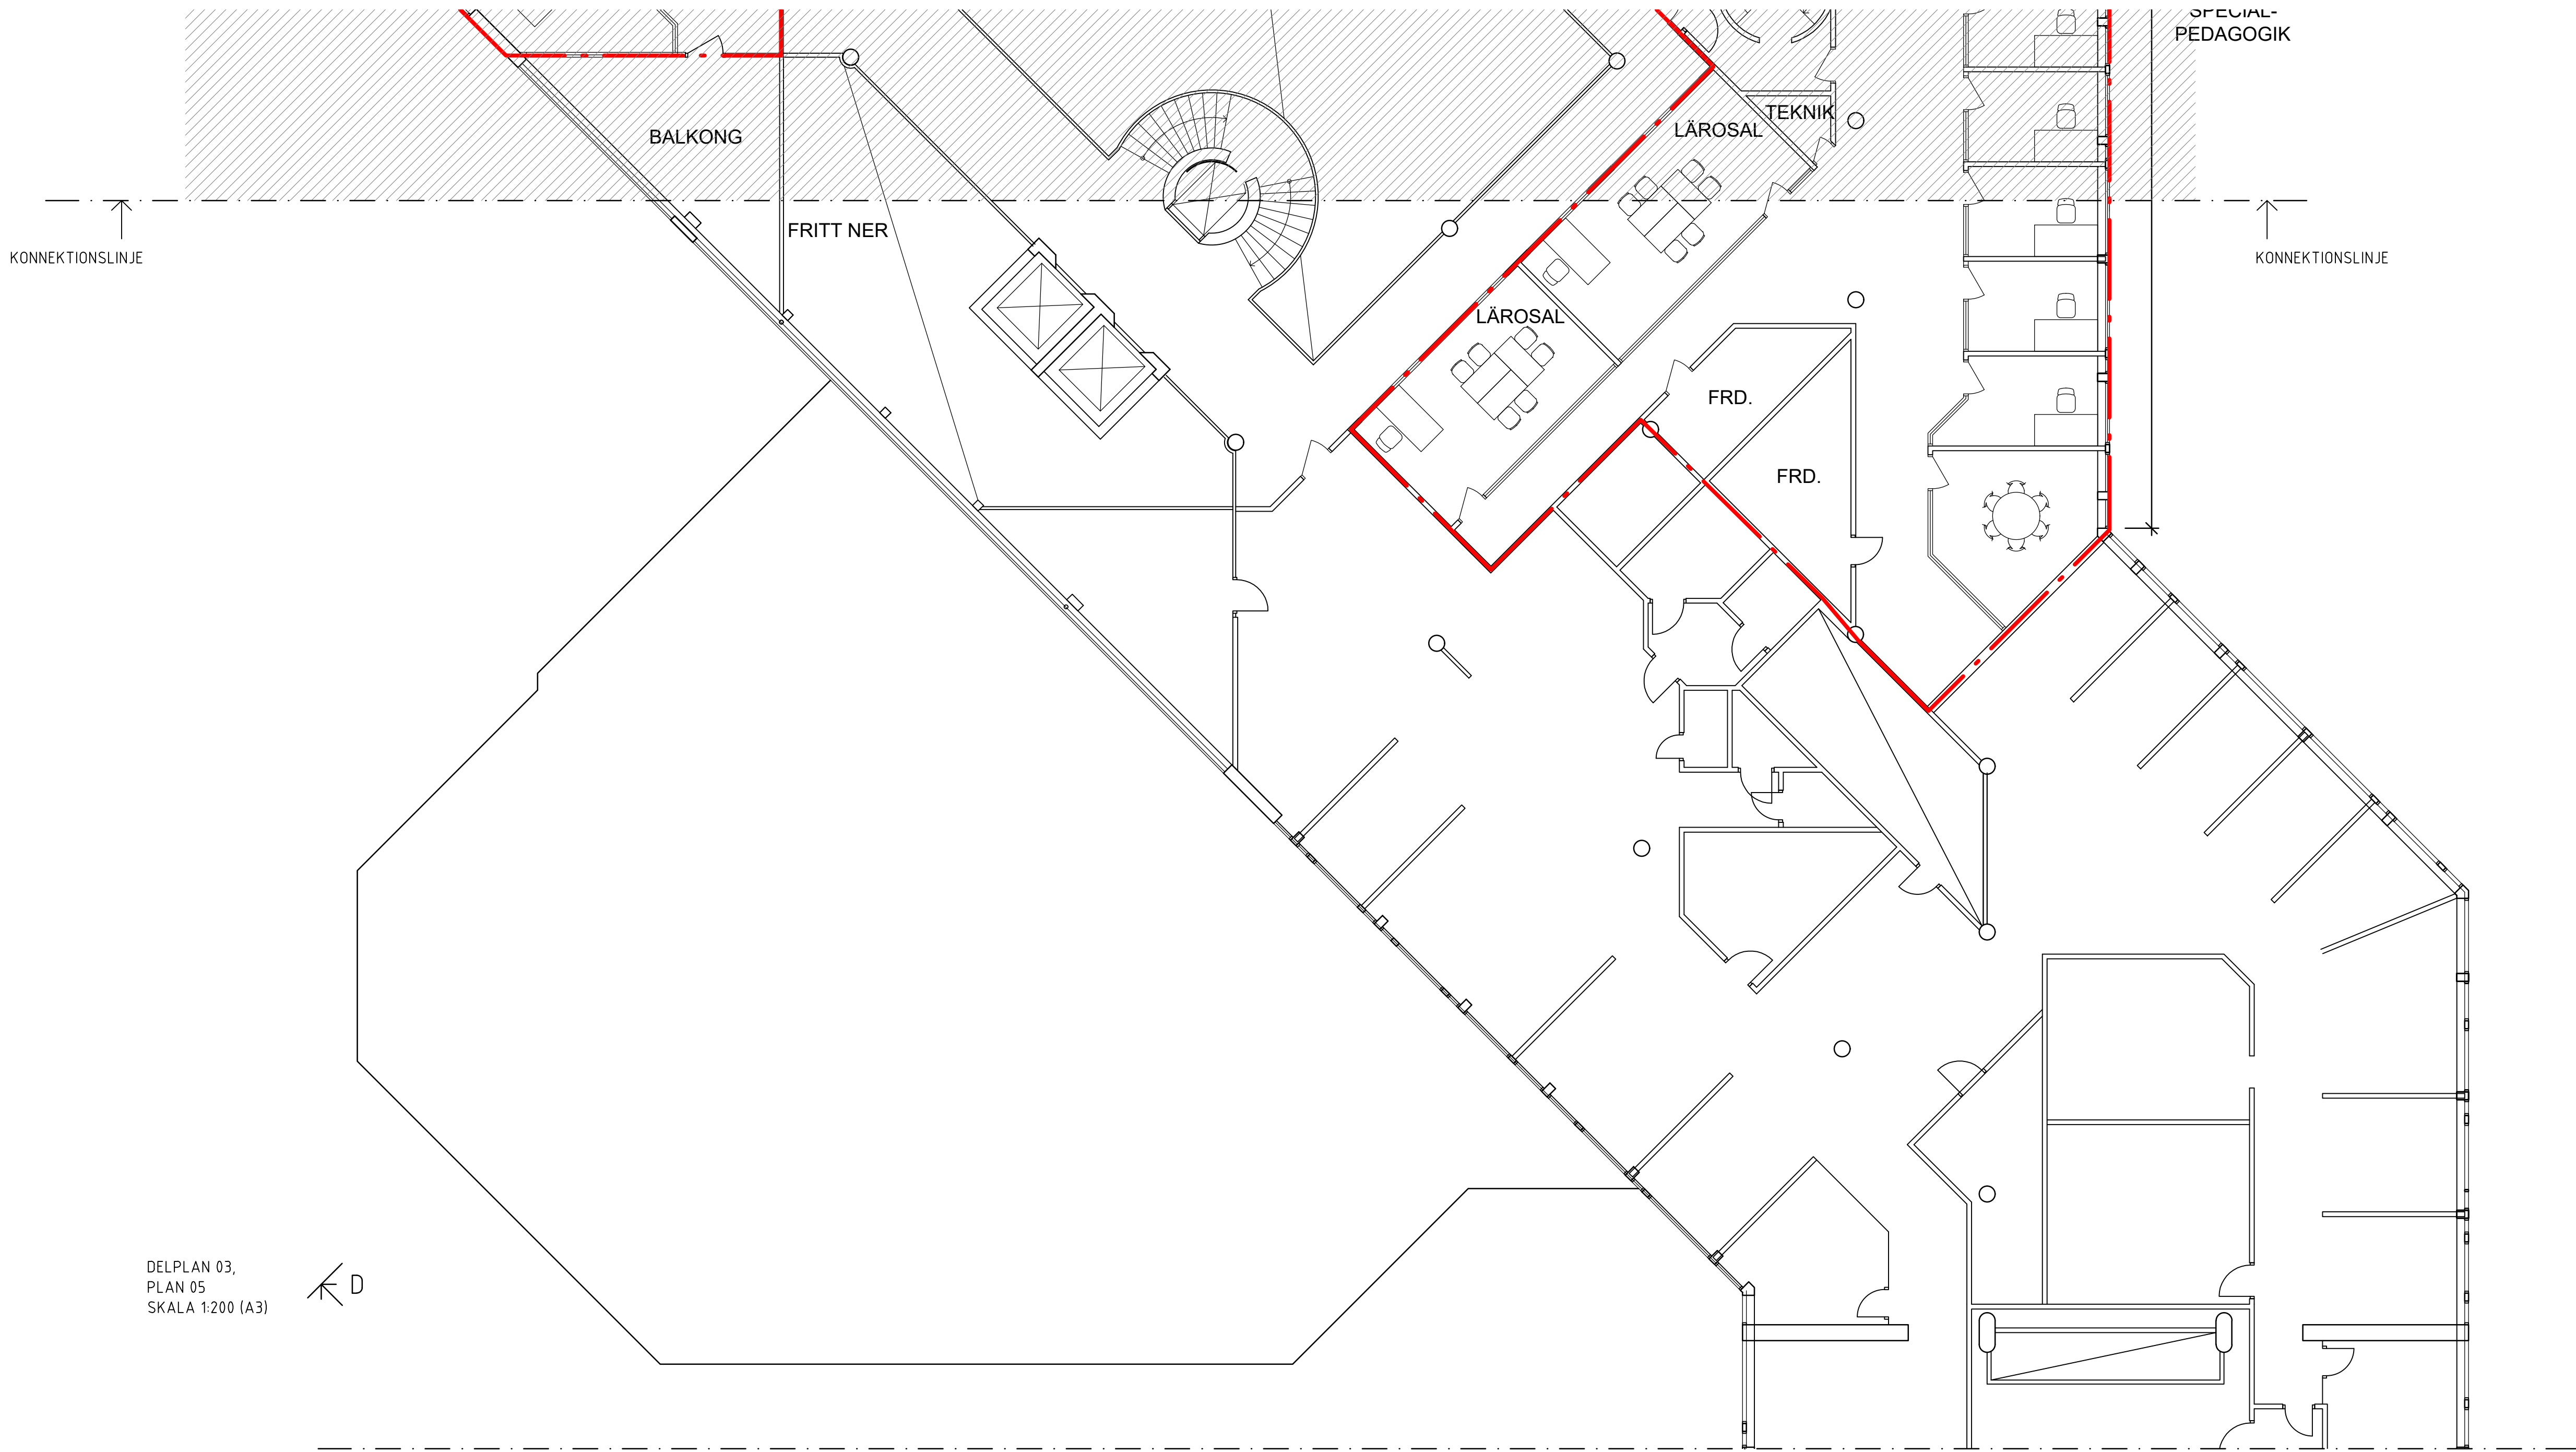 SPECIAL-
PEDAGOGIK
TEKNIK
LÄROSAL
BALKONG
FRITT NER
KONNEKTIONSLINJE
KONNEKTIONSLINJE
LÄROSAL
FRD.
FRD.
DELPLAN 03,
PLAN 05
SKALA 1:200 (A3)
D